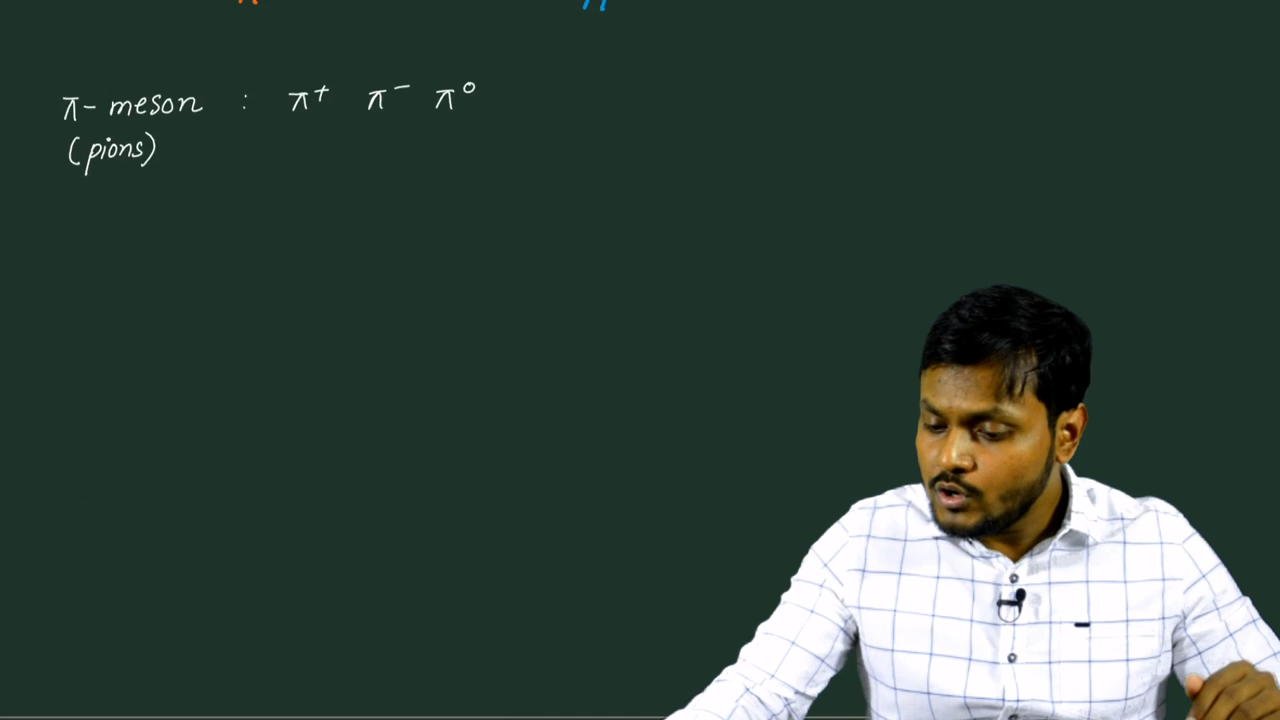 π- meson : π⁺ π⁻ π⁰
(pions)